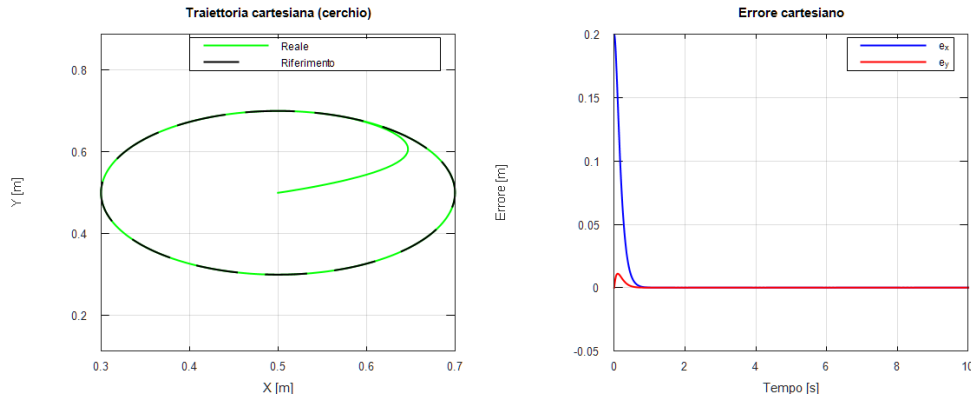 Traiettoria cartesiana (cerchio)
Reale
Riferimento
0.8
0.6
0.4
0.2
0.3
0.4
0.5
0.6
0.7
Y [m]
X [m]
Errore cartesiano
eₓ
e_y
0.2
0.15
0.1
0.05
0
-0.05
0
2
4
6
8
10
Errore [m]
Tempo [s]